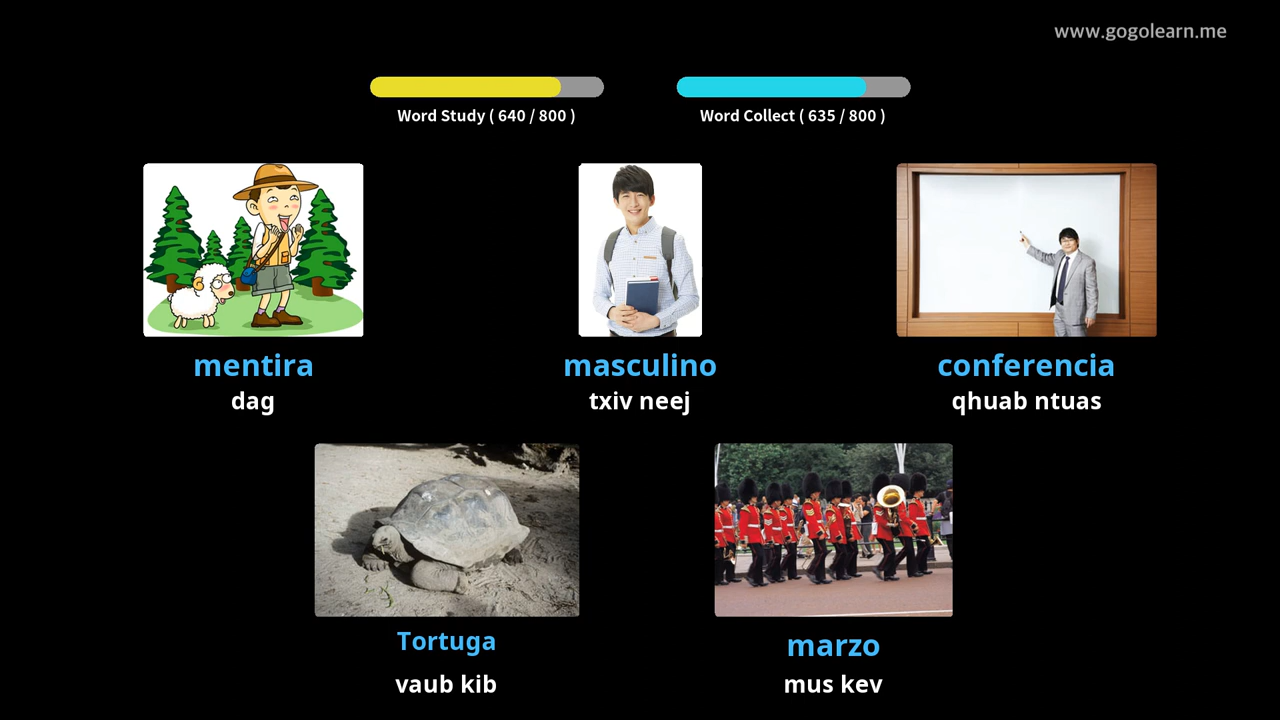 www.gogolearn.me
Word Study ( 640 / 800 )
Word Collect ( 635 / 800 )
mentira
dag
masculino
txiv neej
conferencia
qhuab ntuas
Tortuga
vaub kib
marzo
mus kev